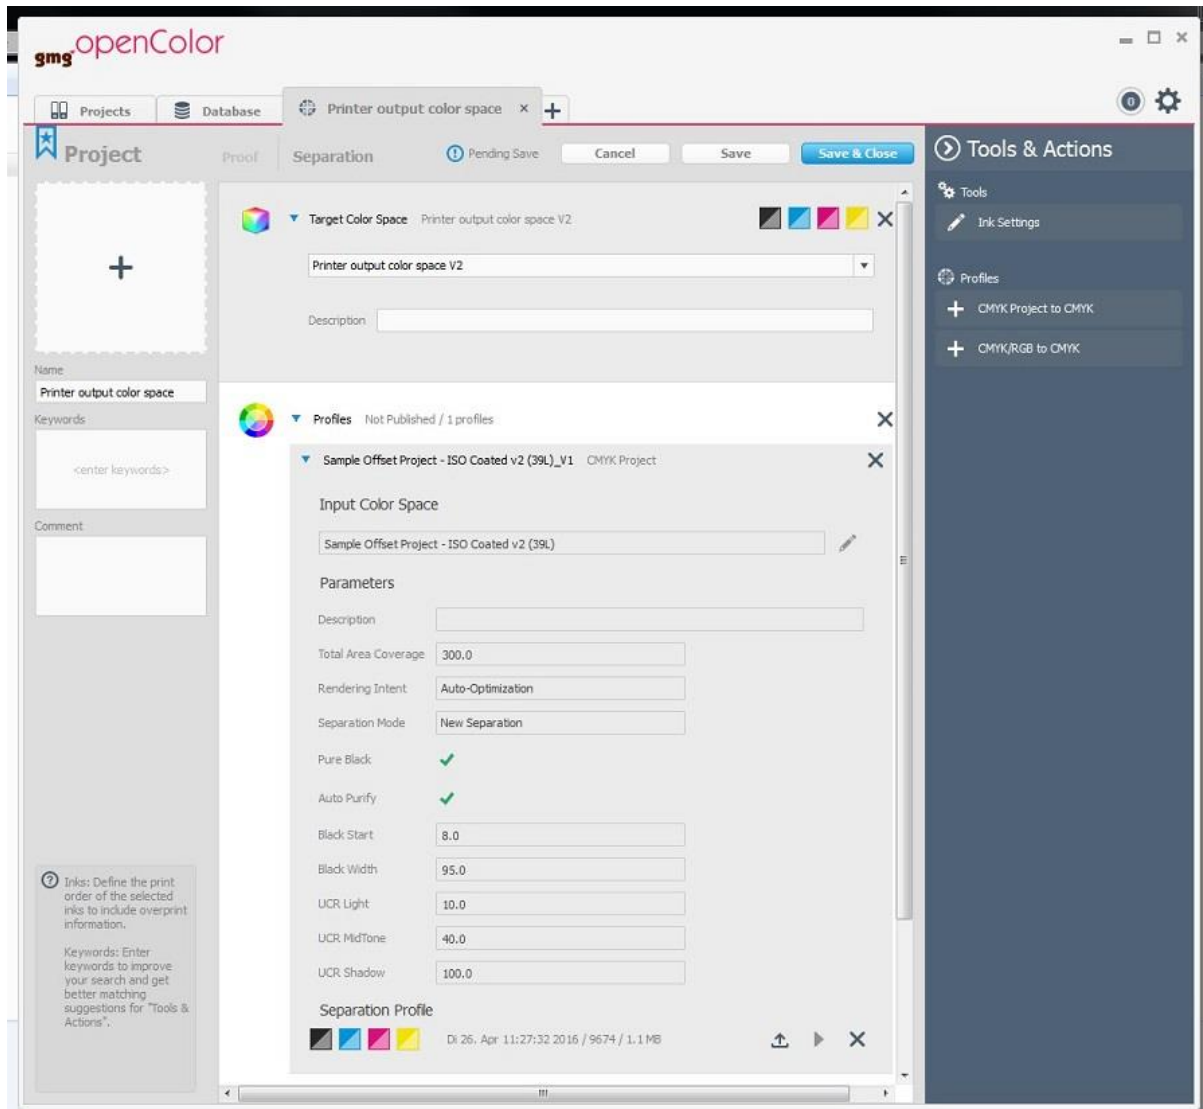 gmg openColor
Projects
Database
Printer output color space
0
Project
Proof
Separation
Pending Save
Cancel
Save
Save & Close
Name
Printer output color space
Keywords
<enter keywords>
Comment
Inks: Define the print
order of the selected
inks to include overprint
information.
Keywords: Enter
keywords to improve
your search and get
better matching
suggestions for "Tools &
Actions".
Target Color Space Printer output color space V2
Printer output color space V2
Description
Profiles Not Published / 1 profiles
Sample Offset Project - ISO Coated v2 (39L)_V1 CMYK Project
Input Color Space
Sample Offset Project - ISO Coated v2 (39L)
Parameters
Description
Total Area Coverage 300.0
Rendering Intent Auto-Optimization
Separation Mode New Separation
Pure Black
Auto Purify
Black Start 8.0
Black Width 95.0
UCR Light 10.0
UCR MidTone 40.0
UCR Shadow 100.0
Separation Profile
Di 26. Apr 11:27:32 2016 / 9674 / 1.1 MB
Tools & Actions
Tools
Ink Settings
Profiles
CMYK Project to CMYK
CMYK/RGB to CMYK